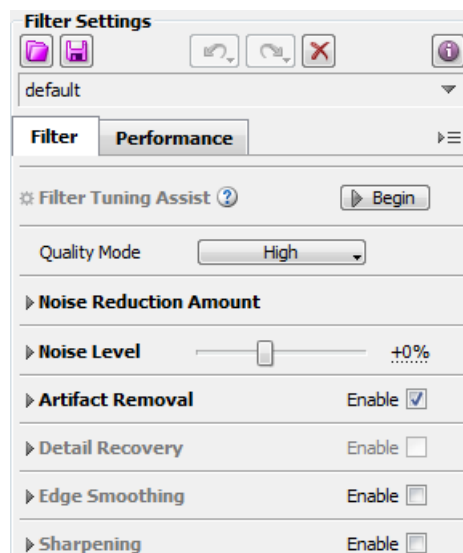 Filter Settings
default
Filter Performance
Filter Tuning Assist ? Begin
Quality Mode High
Noise Reduction Amount
Noise Level +0%
Artifact Removal Enable
Detail Recovery Enable
Edge Smoothing Enable
Sharpening Enable